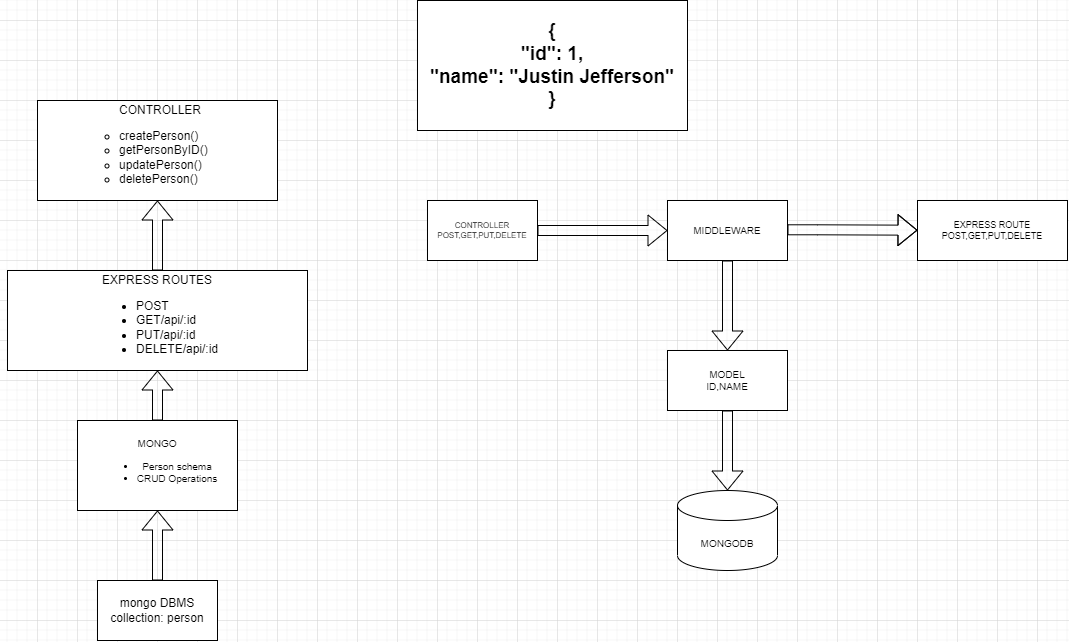 {
"id": 1,
"name": "Justin Jefferson"
}
CONTROLLER
createPerson()
getPersonByID()
updatePerson()
deletePerson()
EXPRESS ROUTES
POST
GET/api/:id
PUT/api/:id
DELETE/api/:id
MONGO
Person schema
CRUD Operations
mongo DBMS
collection: person
CONTROLLER
POST,GET,PUT,DELETE
MIDDLEWARE
EXPRESS ROUTE
POST,GET,PUT,DELETE
MODEL
ID,NAME
MONGODB